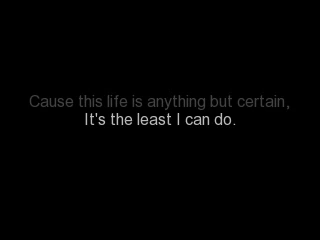 Cause this life is anything but certain,
It's the least I can do.